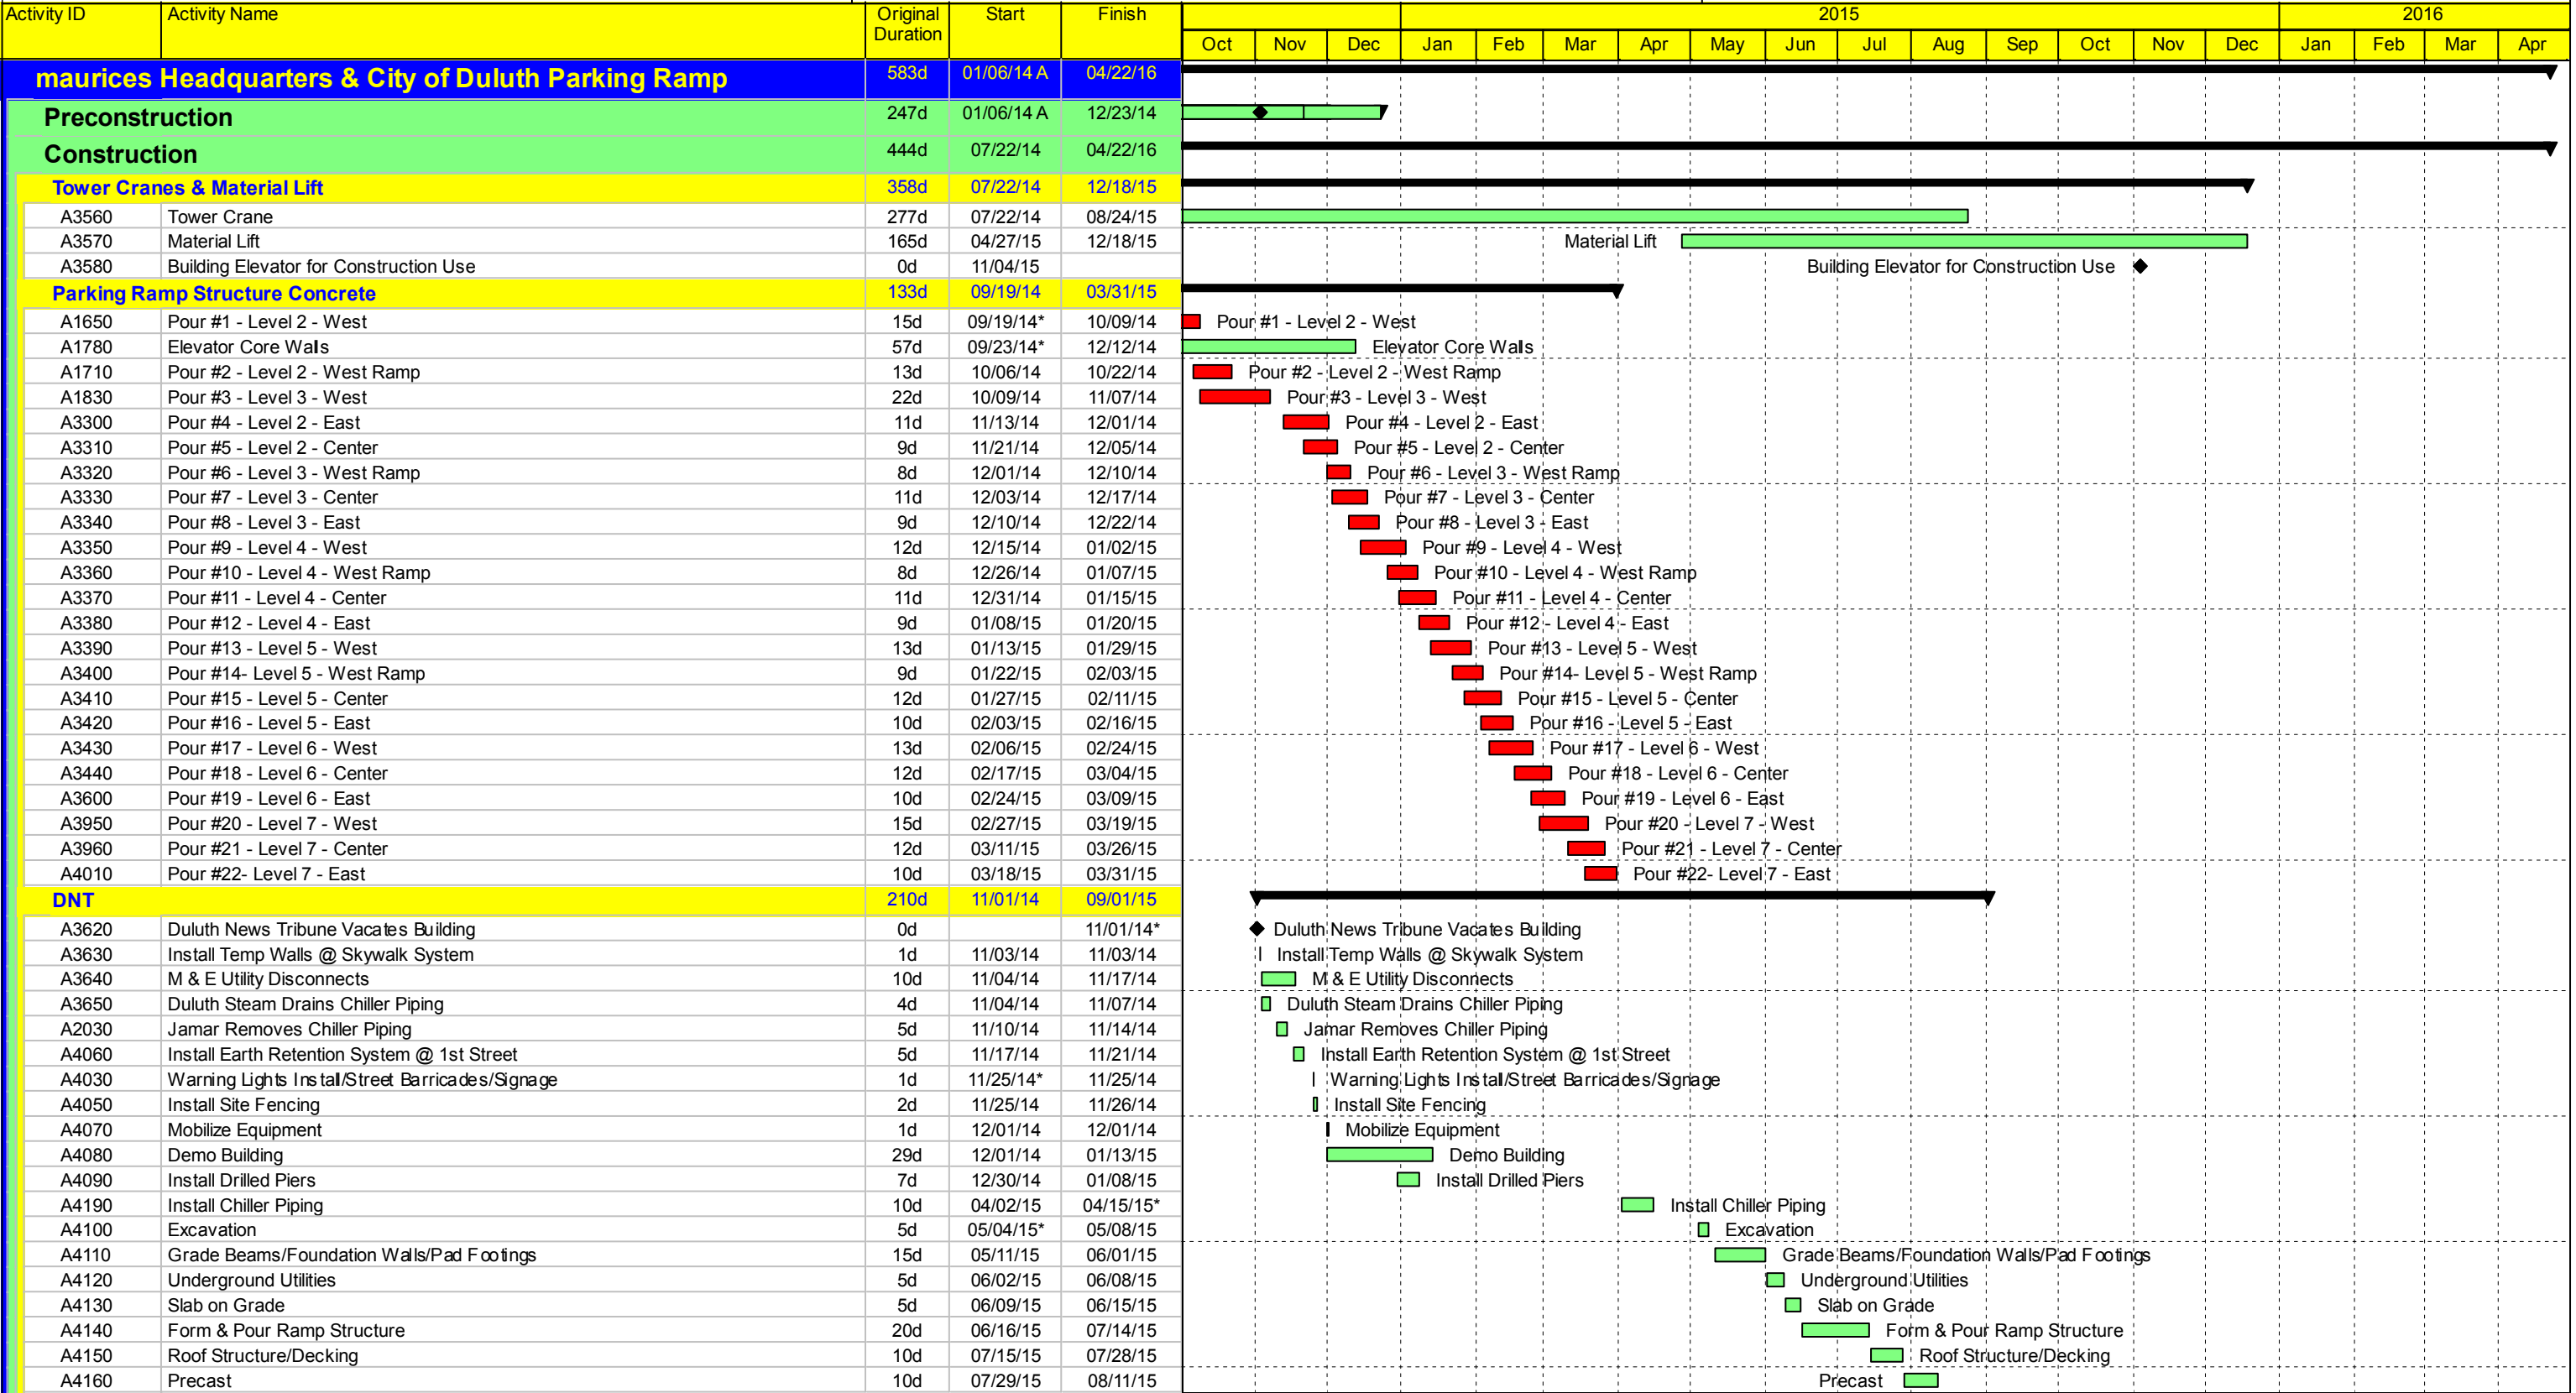 Activity ID Activity Name Original Duration Start Finish 2015 2016
Oct Nov Dec Jan Feb Mar Apr May Jun Jul Aug Sep Oct Nov Dec Jan Feb Mar Apr
maurices Headquarters & City of Duluth Parking Ramp 583d 01/06/14 A 04/22/16
Preconstruction 247d 01/06/14 A 12/23/14
Construction 444d 07/22/14 04/22/16
Tower Cranes & Material Lift 358d 07/22/14 12/18/15
A3560 Tower Crane 277d 07/22/14 08/24/15
A3570 Material Lift 165d 04/27/15 12/18/15 Material Lift
A3580 Building Elevator for Construction Use 0d 11/04/15 Building Elevator for Construction Use
Parking Ramp Structure Concrete 133d 09/19/14 03/31/15
A1650 Pour #1 - Level 2 - West 15d 09/19/14* 10/09/14 Pour #1 - Level 2 - West
A1780 Elevator Core Walls 57d 09/23/14* 12/12/14 Elevator Core Walls
A1710 Pour #2 - Level 2 - West Ramp 13d 10/06/14 10/22/14 Pour #2 - Level 2 - West Ramp
A1830 Pour #3 - Level 3 - West 22d 10/09/14 11/07/14 Pour #3 - Level 3 - West
A3300 Pour #4 - Level 2 - East 11d 11/13/14 12/01/14 Pour #4 - Level 2 - East
A3310 Pour #5 - Level 2 - Center 9d 11/21/14 12/05/14 Pour #5 - Level 2 - Center
A3320 Pour #6 - Level 3 - West Ramp 8d 12/01/14 12/10/14 Pour #6 - Level 3 - West Ramp
A3330 Pour #7 - Level 3 - Center 11d 12/03/14 12/17/14 Pour #7 - Level 3 - Center
A3340 Pour #8 - Level 3 - East 9d 12/10/14 12/22/14 Pour #8 - Level 3 - East
A3350 Pour #9 - Level 4 - West 12d 12/15/14 01/02/15 Pour #9 - Level 4 - West
A3360 Pour #10 - Level 4 - West Ramp 8d 12/26/14 01/07/15 Pour #10 - Level 4 - West Ramp
A3370 Pour #11 - Level 4 - Center 11d 12/31/14 01/15/15 Pour #11 - Level 4 - Center
A3380 Pour #12 - Level 4 - East 9d 01/08/15 01/20/15 Pour #12 - Level 4 - East
A3390 Pour #13 - Level 5 - West 13d 01/13/15 01/29/15 Pour #13 - Level 5 - West
A3400 Pour #14- Level 5 - West Ramp 9d 01/22/15 02/03/15 Pour #14- Level 5 - West Ramp
A3410 Pour #15 - Level 5 - Center 12d 01/27/15 02/11/15 Pour #15 - Level 5 - Center
A3420 Pour #16 - Level 5 - East 10d 02/03/15 02/16/15 Pour #16 - Level 5 - East
A3430 Pour #17 - Level 6 - West 13d 02/06/15 02/24/15 Pour #17 - Level 6 - West
A3440 Pour #18 - Level 6 - Center 12d 02/17/15 03/04/15 Pour #18 - Level 6 - Center
A3600 Pour #19 - Level 6 - East 10d 02/24/15 03/09/15 Pour #19 - Level 6 - East
A3950 Pour #20 - Level 7 - West 15d 02/27/15 03/19/15 Pour #20 - Level 7 - West
A3960 Pour #21 - Level 7 - Center 12d 03/11/15 03/26/15 Pour #21 - Level 7 - Center
A4010 Pour #22- Level 7 - East 10d 03/18/15 03/31/15 Pour #22- Level 7 - East
DNT 210d 11/01/14 09/01/15
A3620 Duluth News Tribune Vacates Building 0d 11/01/14* Duluth News Tribune Vacates Building
A3630 Install Temp Walls @ Skywalk System 1d 11/03/14 11/03/14 Install Temp Walls @ Skywalk System
A3640 M & E Utility Disconnects 10d 11/04/14 11/17/14 M & E Utility Disconnects
A3650 Duluth Steam Drains Chiller Piping 4d 11/04/14 11/07/14 Duluth Steam Drains Chiller Piping
A2030 Jamar Removes Chiller Piping 5d 11/10/14 11/14/14 Jamar Removes Chiller Piping
A4060 Install Earth Retention System @ 1st Street 5d 11/17/14 11/21/14 Install Earth Retention System @ 1st Street
A4030 Warning Lights Install/Street Barricades/Signage 1d 11/25/14* 11/25/14 Warning Lights Install/Street Barricades/Signage
A4050 Install Site Fencing 2d 11/25/14 11/26/14 Install Site Fencing
A4070 Mobilize Equipment 1d 12/01/14 12/01/14 Mobilize Equipment
A4080 Demo Building 29d 12/01/14 01/13/15 Demo Building
A4090 Install Drilled Piers 7d 12/30/14 01/08/15 Install Drilled Piers
A4190 Install Chiller Piping 10d 04/02/15 04/15/15* Install Chiller Piping
A4100 Excavation 5d 05/04/15* 05/08/15 Excavation
A4110 Grade Beams/Foundation Walls/Pad Footings 15d 05/11/15 06/01/15 Grade Beams/Foundation Walls/Pad Footings
A4120 Underground Utilities 5d 06/02/15 06/08/15 Underground Utilities
A4130 Slab on Grade 5d 06/09/15 06/15/15 Slab on Grade
A4140 Form & Pour Ramp Structure 20d 06/16/15 07/14/15 Form & Pour Ramp Structure
A4150 Roof Structure/Decking 10d 07/15/15 07/28/15 Roof Structure/Decking
A4160 Precast 10d 07/29/15 08/11/15 Precast